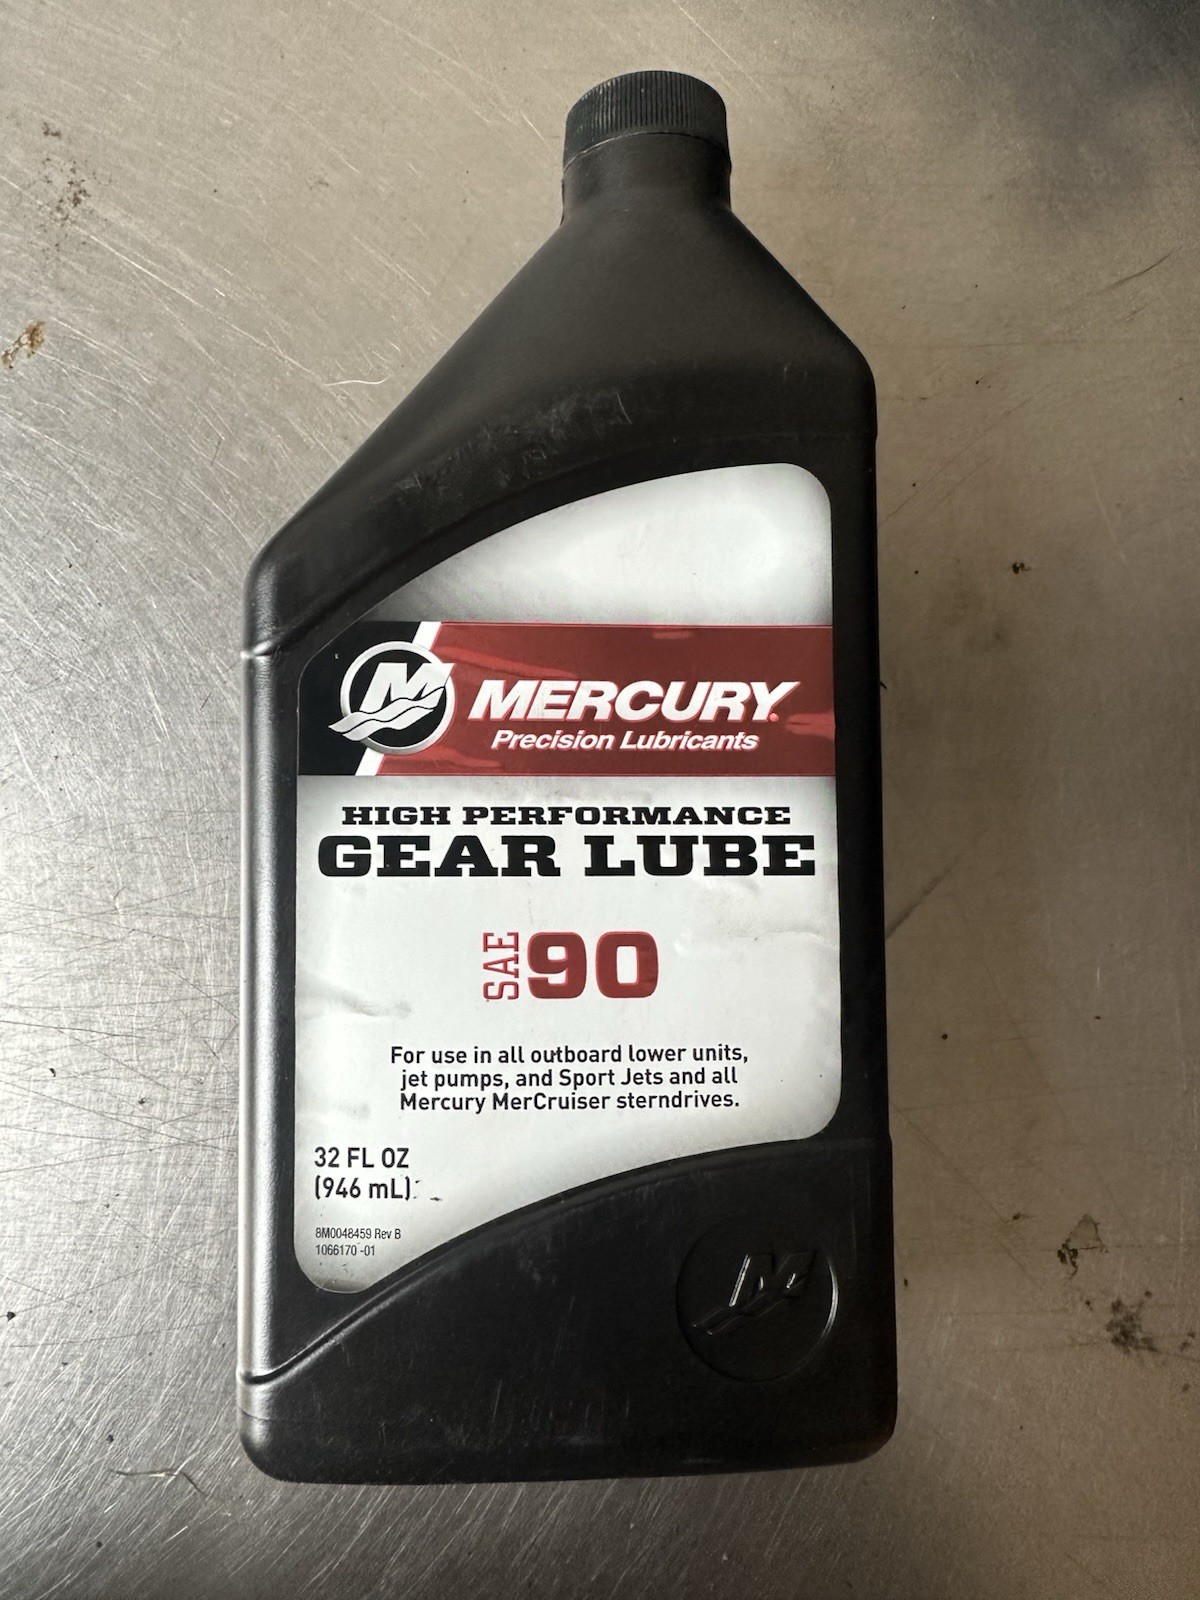 M
MERCURY
Precision Lubricants
HIGH PERFORMANCE
GEAR LUBE
SAE 90
For use in all outboard lower units,
jet pumps, and Sport Jets and all
Mercury MerCruiser sterndrives.
32 FL OZ
(946 mL)
8M0048459 Rev B
1066170 -01
M